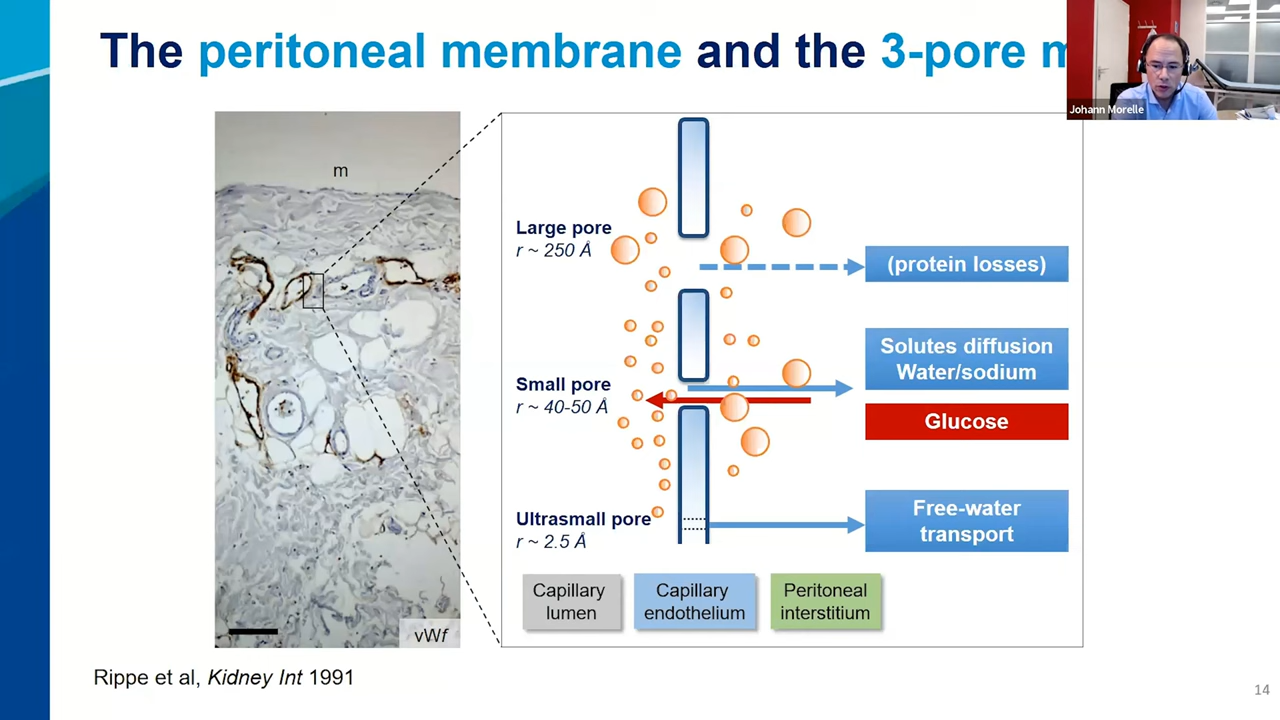 The peritoneal membrane and the 3-pore
Johann Morelle
m
Large pore
r ~ 250 Å
(protein losses)
Solutes diffusion
Water/sodium
Small pore
r ~ 40-50 Å
Glucose
Ultrasmall pore
r ~ 2.5 Å
Free-water
transport
Capillary
lumen
Capillary
endothelium
Peritoneal
interstitium
vWf
Rippe et al, Kidney Int 1991
14